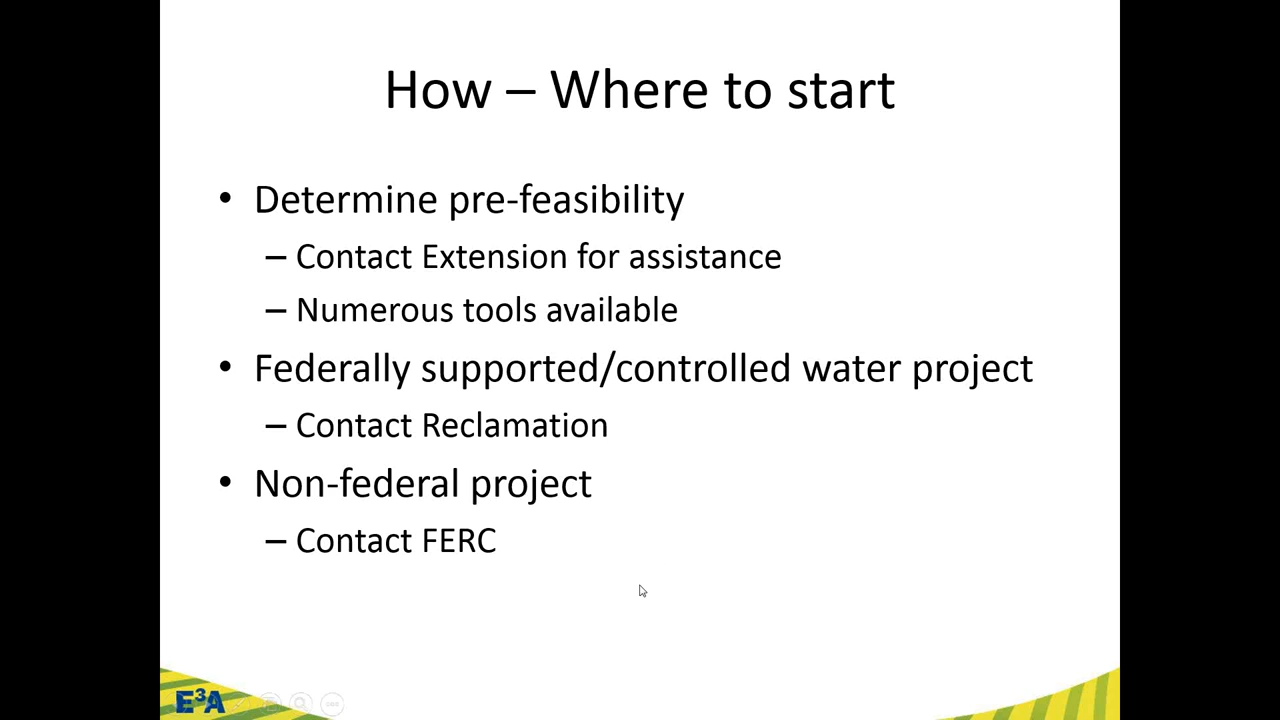 How – Where to start
• Determine pre-feasibility
– Contact Extension for assistance
– Numerous tools available
• Federally supported/controlled water project
– Contact Reclamation
• Non-federal project
– Contact FERC
E³A